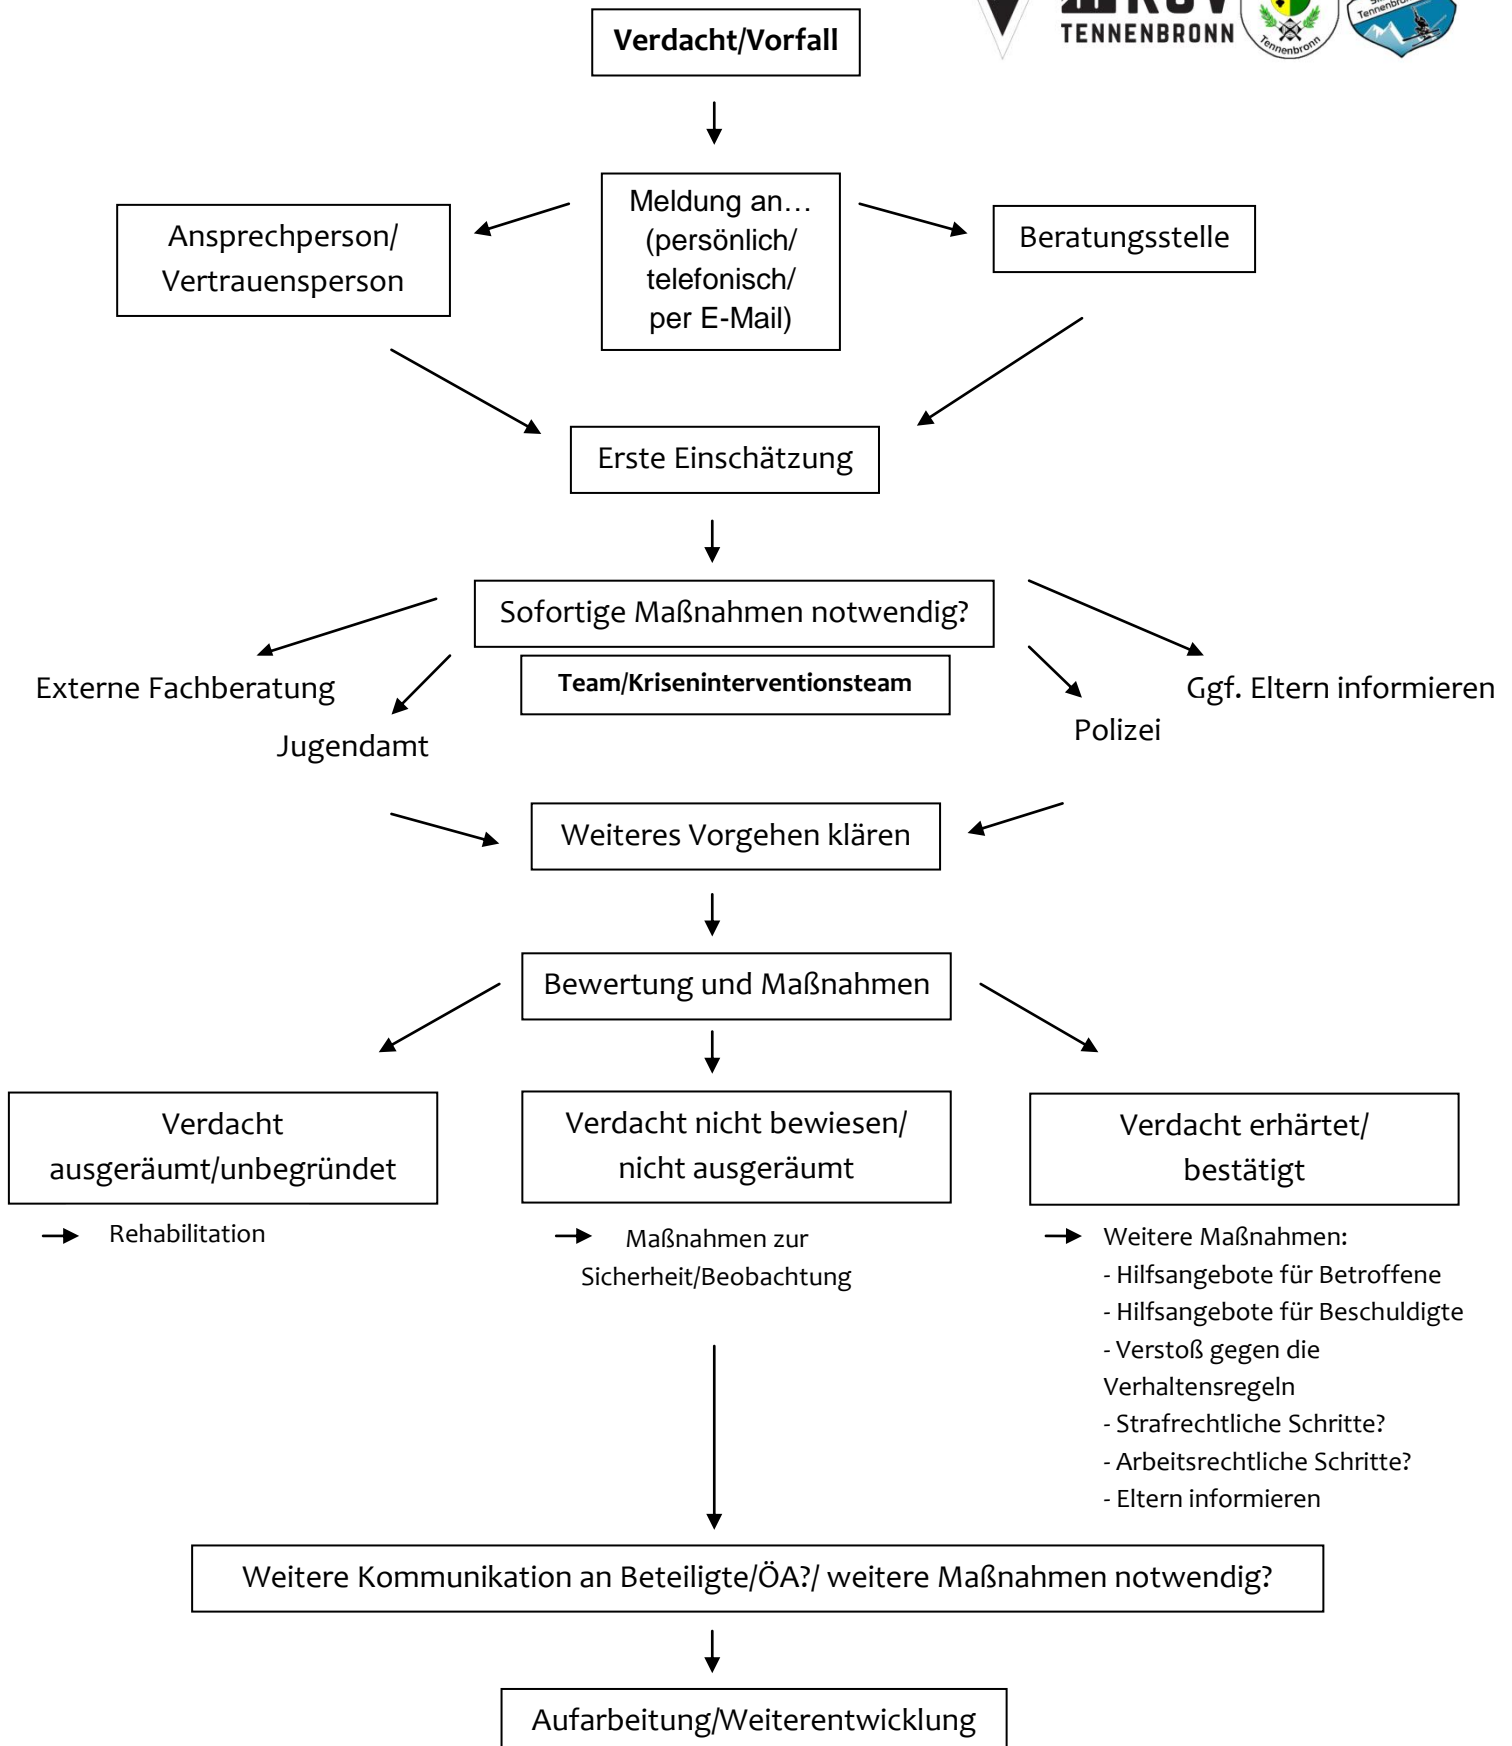 TENNENBRONN
Tennenbronn
Verdacht/Vorfall
Meldung an…
(persönlich/
telefonisch/
per E-Mail)
Ansprechperson/
Vertrauensperson
Beratungsstelle
Erste Einschätzung
Sofortige Maßnahmen notwendig?
Team/Kriseninterventionsteam
Externe Fachberatung
Jugendamt
Polizei
Ggf. Eltern informieren
Weiteres Vorgehen klären
Bewertung und Maßnahmen
Verdacht
ausgeräumt/unbegründet
Rehabilitation
Verdacht nicht bewiesen/
nicht ausgeräumt
Maßnahmen zur
Sicherheit/Beobachtung
Verdacht erhärtet/
bestätigt
Weitere Maßnahmen:
- Hilfsangebote für Betroffene
- Hilfsangebote für Beschuldigte
- Verstoß gegen die
Verhaltensregeln
- Strafrechtliche Schritte?
- Arbeitsrechtliche Schritte?
- Eltern informieren
Weitere Kommunikation an Beteiligte/ÖA?/ weitere Maßnahmen notwendig?
Aufarbeitung/Weiterentwicklung